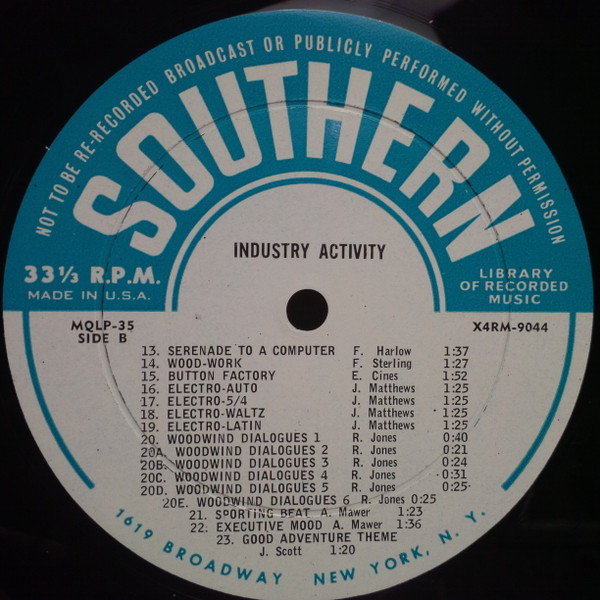 NOT TO BE RE-RECORDED BROADCAST OR PUBLICLY PERFORMED WITHOUT PERMISSION
SOUTHERN
INDUSTRY ACTIVITY
33⅓ R.P.M.
MADE IN U.S.A.
LIBRARY
OF RECORDED
MUSIC
MQLP-35
SIDE B
X4RM-9044
13. SERENADE TO A COMPUTER F. Harlow 1:37
14. WOOD-WORK F. Sterling 1:27
15. BUTTON FACTORY E. Cines 1:52
16. ELECTRO-AUTO J. Matthews 1:25
17. ELECTRO-5/4 J. Matthews 1:25
18. ELECTRO-WALTZ J. Matthews 1:25
19. ELECTRO-LATIN J. Matthews 1:25
20. WOODWIND DIALOGUES 1 R. Jones 0:40
20A. WOODWIND DIALOGUES 2 R. Jones 0:21
20B. WOODWIND DIALOGUES 3 R. Jones 0:24
20C. WOODWIND DIALOGUES 4 R. Jones 0:31
20D. WOODWIND DIALOGUES 5 R. Jones 0:25
20E. WOODWIND DIALOGUES 6 R. Jones 0:25
21. SPORTING BEAT A. Mawer 1:23
22. EXECUTIVE MOOD A. Mawer 1:36
23. GOOD ADVENTURE THEME
J. Scott 1:20
1619 BROADWAY NEW YORK, N. Y.